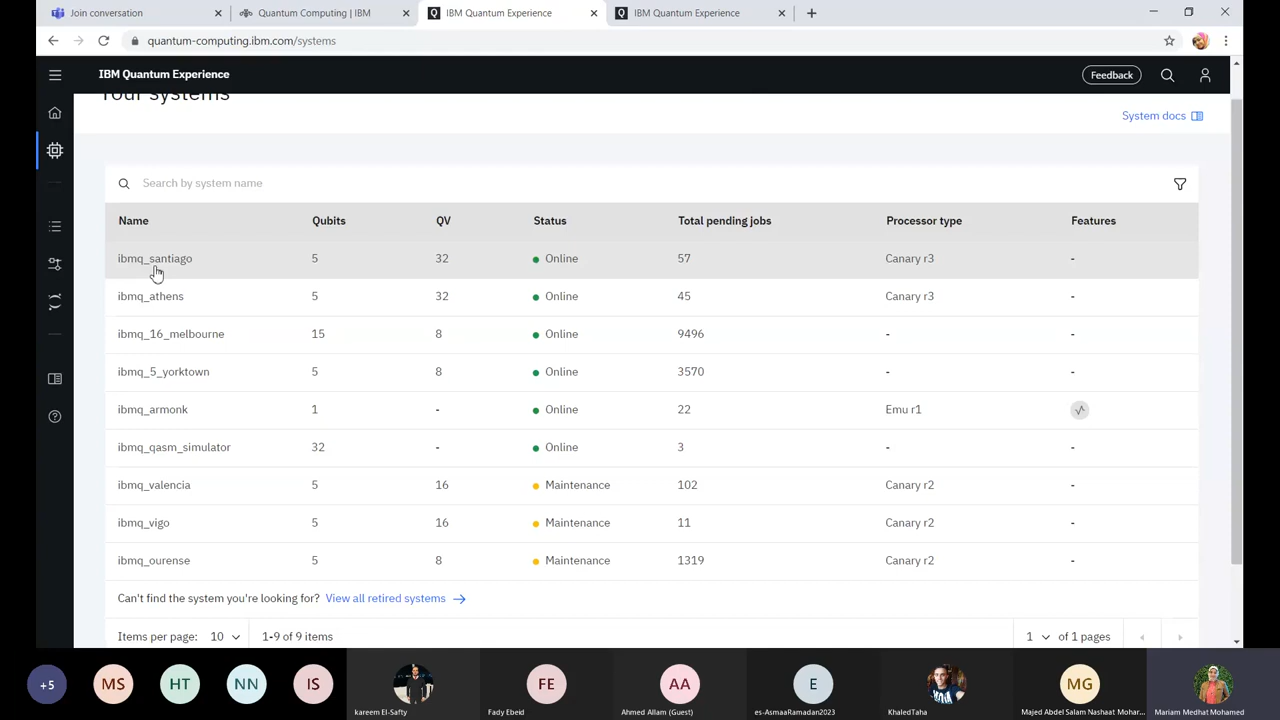 Join conversation
Quantum Computing | IBM
IBM Quantum Experience
IBM Quantum Experience
quantum-computing.ibm.com/systems
IBM Quantum Experience
Feedback
Your systems
System docs
Search by system name
Name Qubits QV Status Total pending jobs Processor type Features
ibmq_santiago 5 32 Online 57 Canary r3 -
ibmq_athens 5 32 Online 45 Canary r3 -
ibmq_16_melbourne 15 8 Online 9496 - -
ibmq_5_yorktown 5 8 Online 3570 - -
ibmq_armonk 1 - Online 22 Emu r1
ibmq_qasm_simulator 32 - Online 3 - -
ibmq_valencia 5 16 Maintenance 102 Canary r2 -
ibmq_vigo 5 16 Maintenance 11 Canary r2 -
ibmq_ourense 5 8 Maintenance 1319 Canary r2 -
Can't find the system you're looking for? View all retired systems
Items per page: 10 1-9 of 9 items 1 of 1 pages
+5 MS HT NN IS FE AA E MG
kareem El-Safty Fady Ebeid Ahmed Allam (Guest) es-AsmaaRamadan2023 KhaledTaha Majed Abdel Salam Nashaat Mohar... Mariam Medhat Mohamed